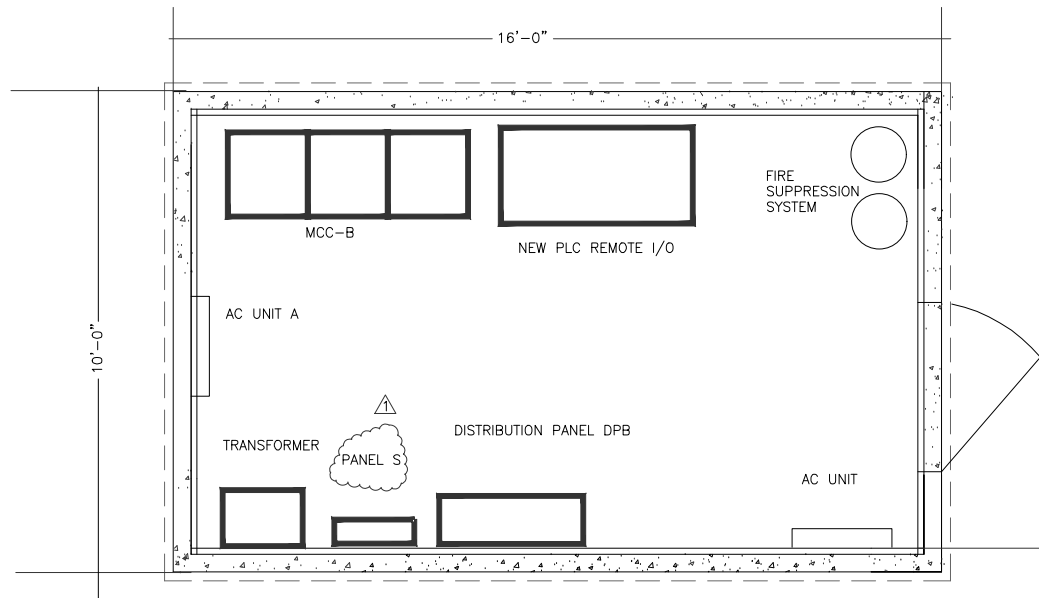 16'-0"
MCC-B
NEW PLC REMOTE I/O
FIRE
SUPPRESSION
SYSTEM
AC UNIT A
10'-0"
1
TRANSFORMER
PANEL S
DISTRIBUTION PANEL DPB
AC UNIT